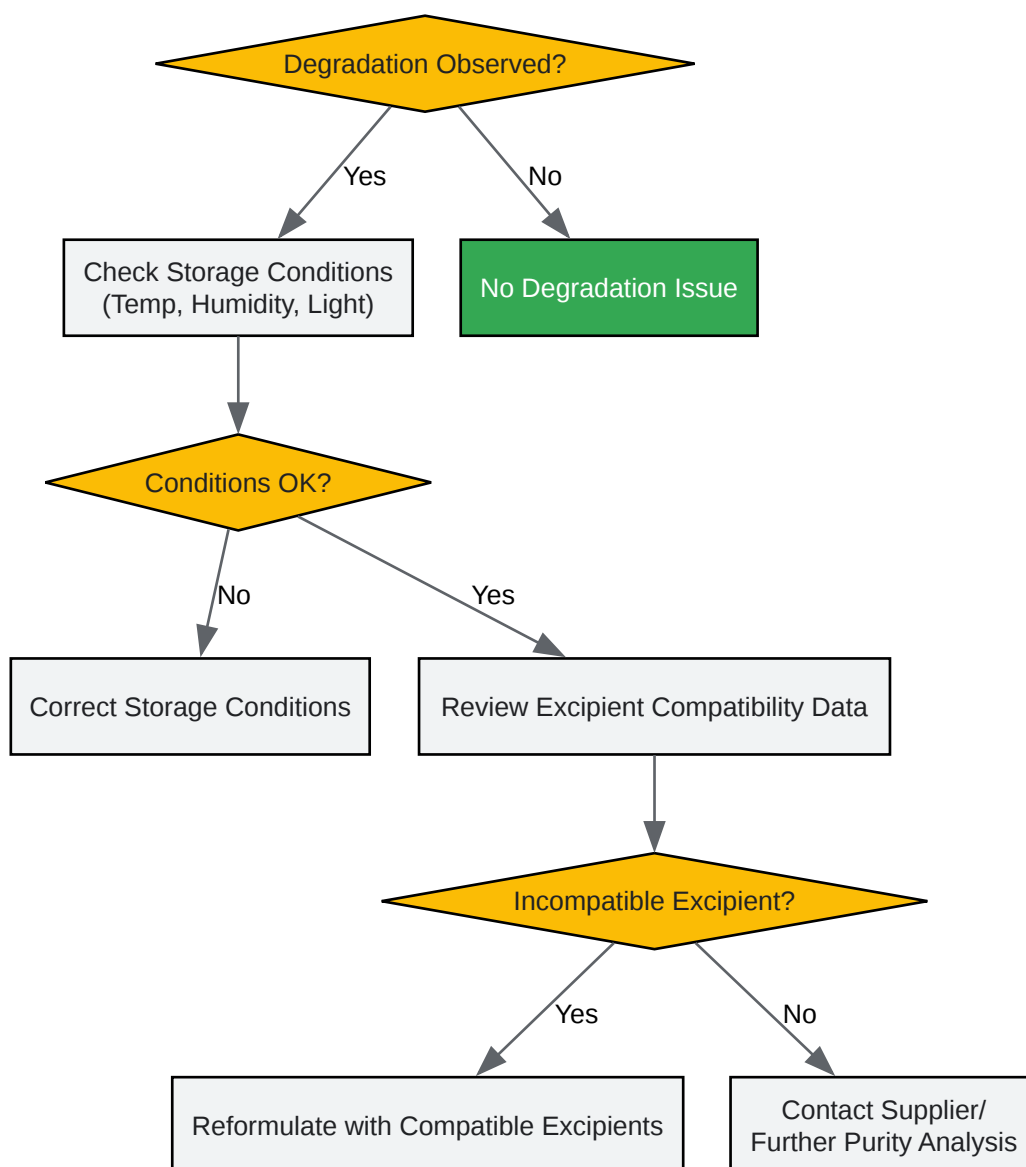 Degradation Observed?
Yes
No
Check Storage Conditions
(Temp, Humidity, Light)
No Degradation Issue
Conditions OK?
No
Yes
Correct Storage Conditions
Review Excipient Compatibility Data
Incompatible Excipient?
Yes
No
Reformulate with Compatible Excipients
Contact Supplier/
Further Purity Analysis